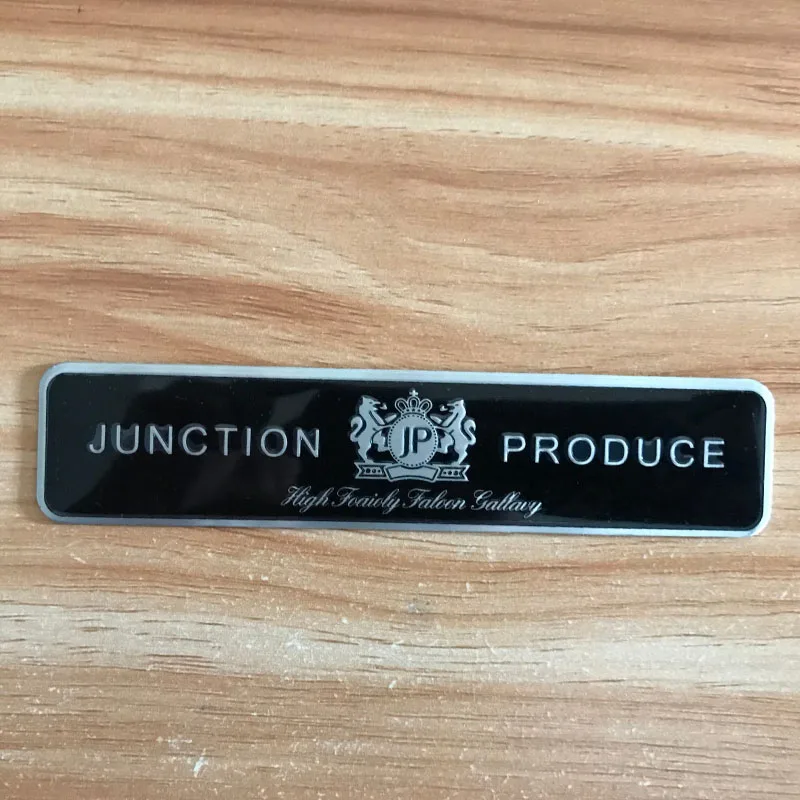 JUNCTION JP PRODUCE
High Foaioly Faloon Gallavy